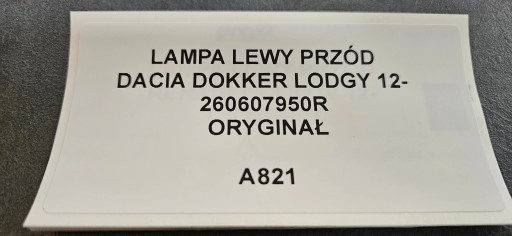 LAMPA LEWY PRZÓD
DACIA DOKKER LODGY 12-
260607950R
ORYGINAŁ
A821